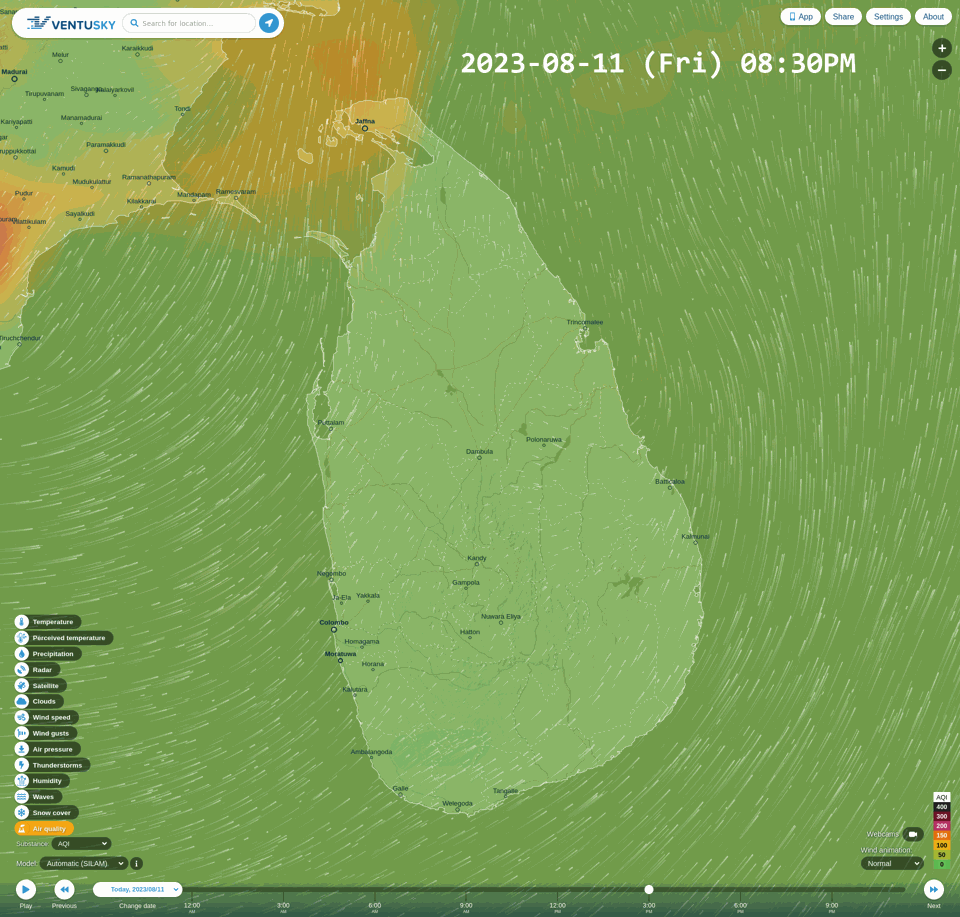 VENTUSKY
Search for location...
App
Share
Settings
About
2023-08-11 (Fri) 08:30PM
Melur
Karaikkudi
Madurai
Tirupuvanam
Tondi
Kariyapatti
Manamadurai
Paramakkudi
Kamudi
Mudukulattur
Ramanathapuram
Pudur
Kilakkarai
Mandapam
Ramesvaram
Sayalkudi
Jaffna
Tiruchchendur
Trincomalee
Puttalam
Dambula
Polonaruwa
Batticaloa
Kalmunai
Kandy
Negombo
Gampola
Ja-Ela
Yakkala
Nuwara Eliya
Colombo
Hatton
Homagama
Moratuwa
Horana
Kalutara
Ambalangoda
Galle
Tangalle
Welegoda
Temperature
Perceived temperature
Precipitation
Radar
Satellite
Clouds
Wind speed
Wind gusts
Air pressure
Thunderstorms
Humidity
Waves
Snow cover
Air quality
Substance
AQI
Model:
Automatic (SILAM)
i
AQI
400
300
200
150
100
50
0
Webcams
Wind animation:
Normal
Play
Previous
Today, 2023/08/11
Change date
12:00
AM
3:00
AM
6:00
AM
9:00
AM
12:00
PM
3:00
PM
6:00
PM
9:00
PM
Next